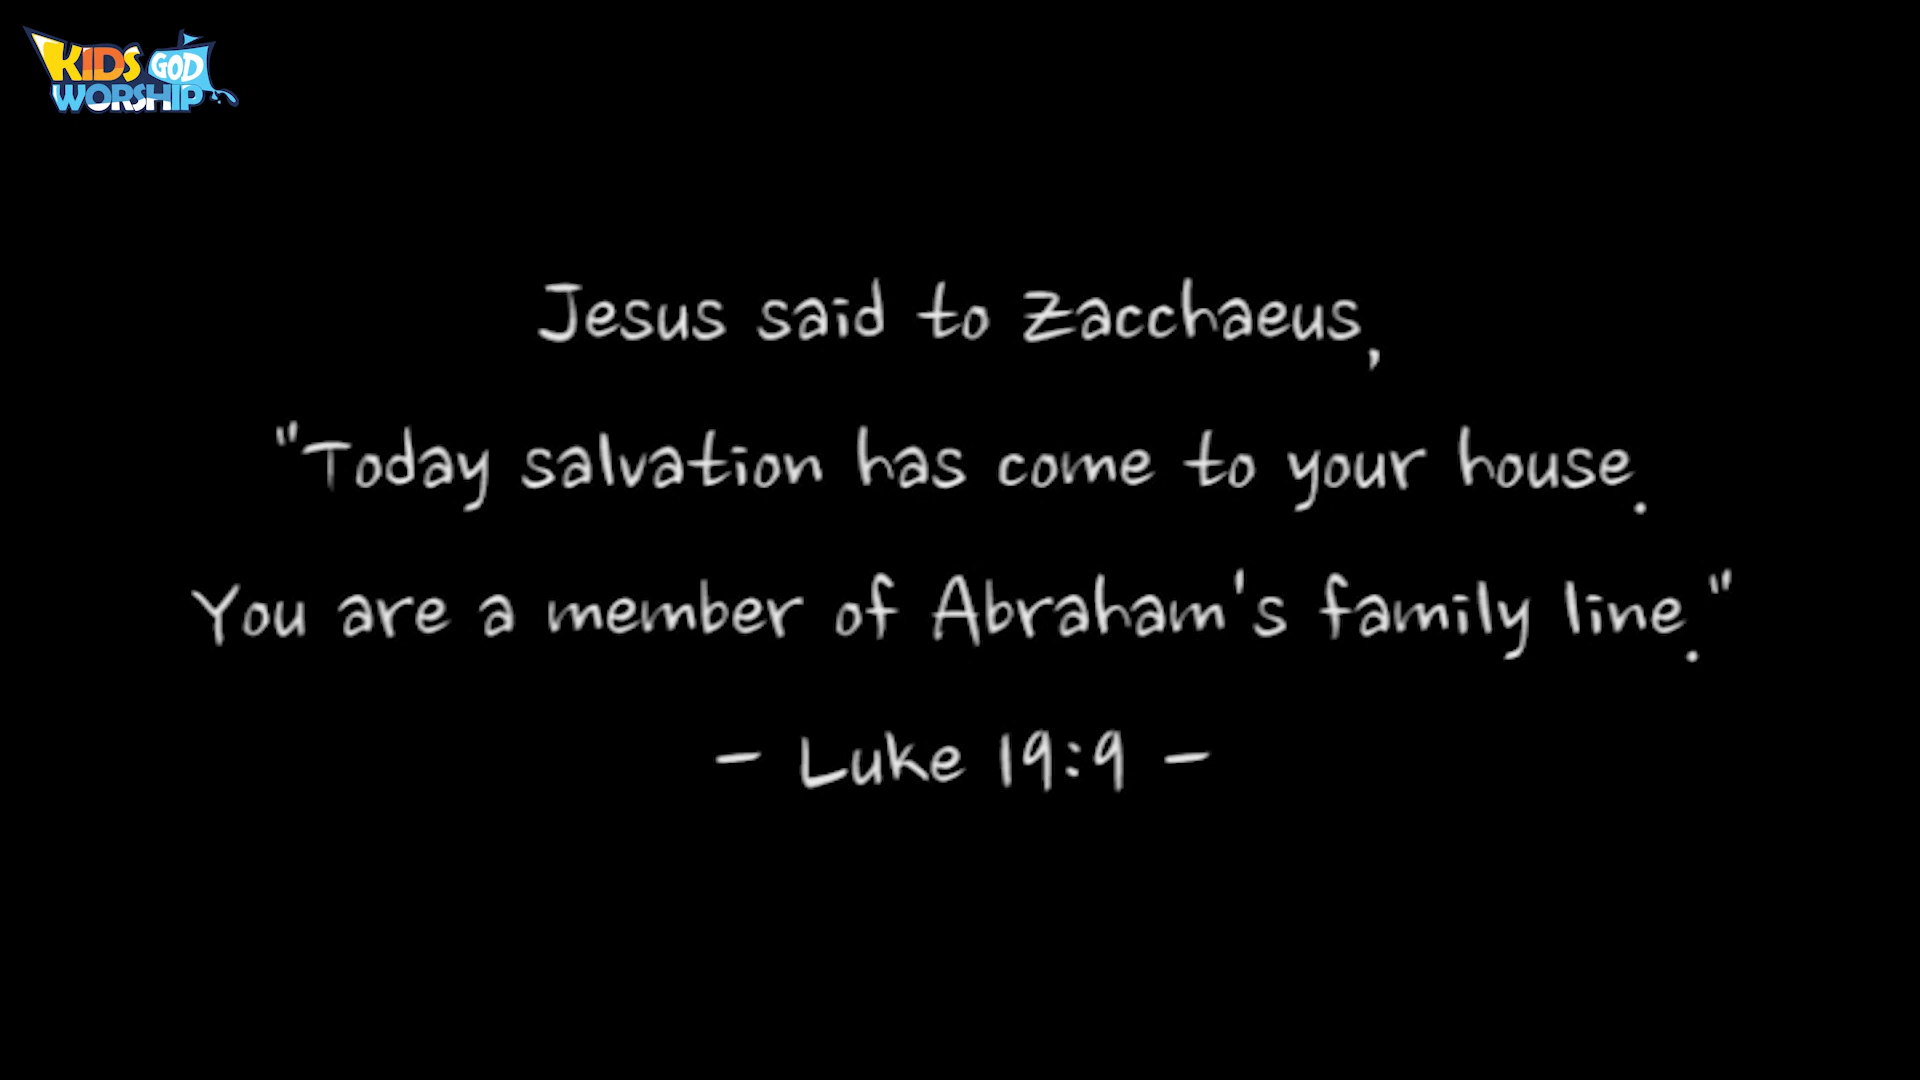 KIDS GOD
WORSHIP
Jesus said to Zacchaeus,
"Today salvation has come to your house.
You are a member of Abraham's family line."
- Luke 19:9 -